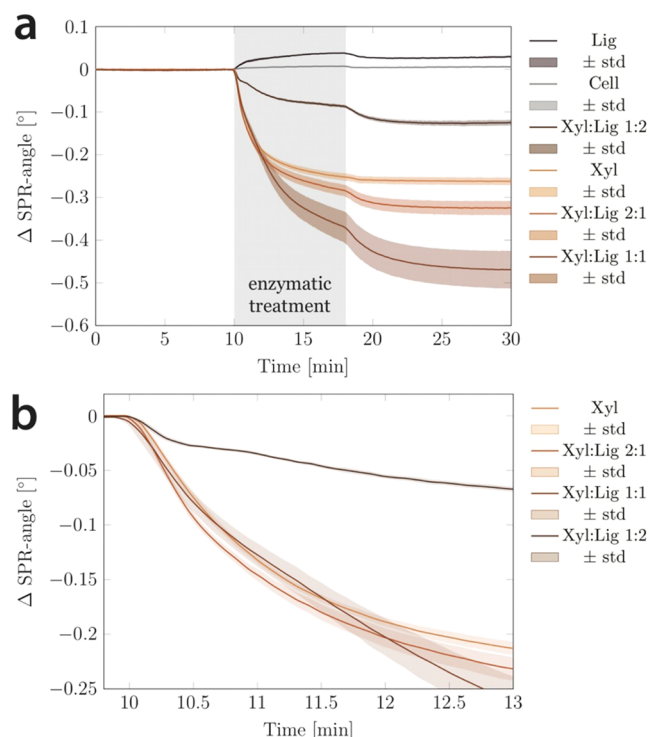 a
0.1
0
−0.1
−0.2
−0.3
−0.4
−0.5
−0.6
Δ SPR-angle [°]
enzymatic
treatment
0
5
10
15
20
25
30
Time [min]
Lig
± std
Cell
± std
Xyl:Lig 1:2
± std
Xyl
± std
Xyl:Lig 2:1
± std
Xyl:Lig 1:1
± std
b
0
−0.05
−0.1
−0.15
−0.2
−0.25
Δ SPR-angle [°]
10
10.5
11
11.5
12
12.5
13
Time [min]
Xyl
± std
Xyl:Lig 2:1
± std
Xyl:Lig 1:1
± std
Xyl:Lig 1:2
± std